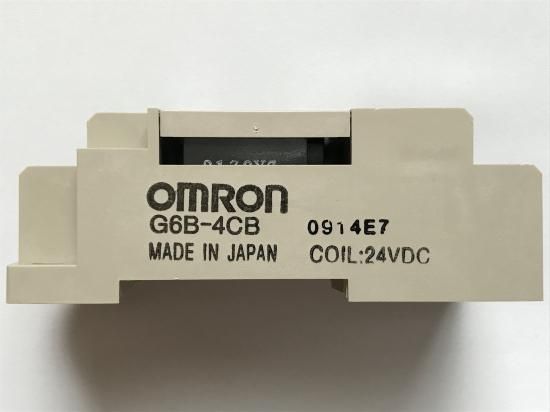 OMRON
G6B-4CB 0914E7
MADE IN JAPAN COIL:24VDC